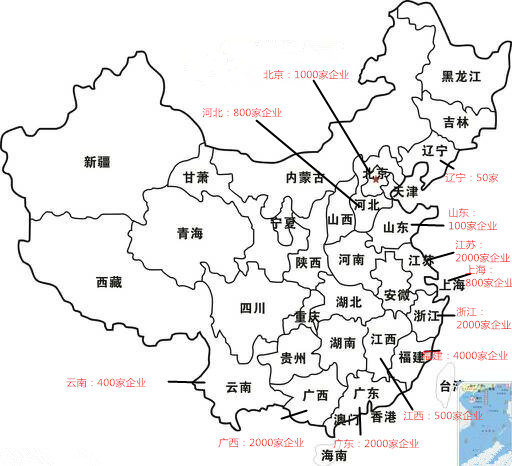 北京：1000家企业
黑龙江
河北：800家企业
吉林
辽宁
新疆
北京
甘肃
内蒙古
辽宁：50家
天津
河北
山西
山东：
100家企业
宁夏
山东
青海
江苏：
2000家企业
陕西
河南
江苏
上海：
800家企业
西藏
上海
安微
湖北
四川
浙江：
2000家企业
浙江
重庆
湖南
江西
福建：4000家企业
贵州
福建
云南：400家企业
云南
台湾
广西
广东
江西：500家企业
澳门
香港
广西：2000家企业
广东：2000家企业
海南